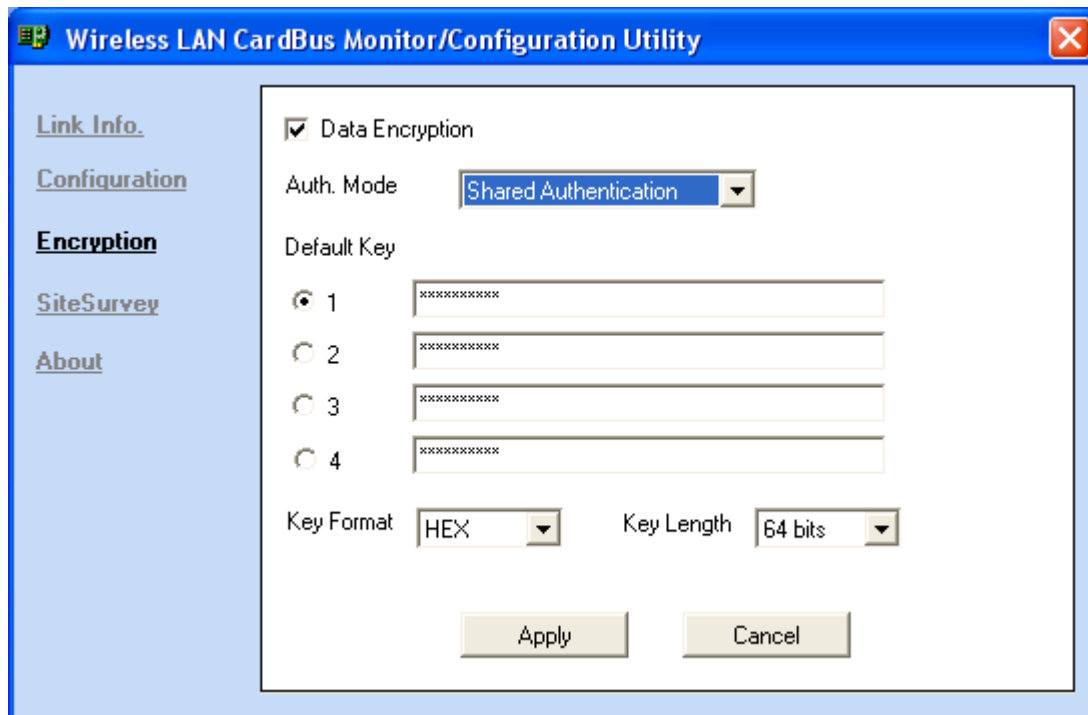 Wireless LAN CardBus Monitor/Configuration Utility
Link Info.
Configuration
Encryption
SiteSurvey
About
Data Encryption
Auth. Mode Shared Authentication
Default Key
1 **********
2 **********
3 **********
4 **********
Key Format HEX Key Length 64 bits
Apply Cancel